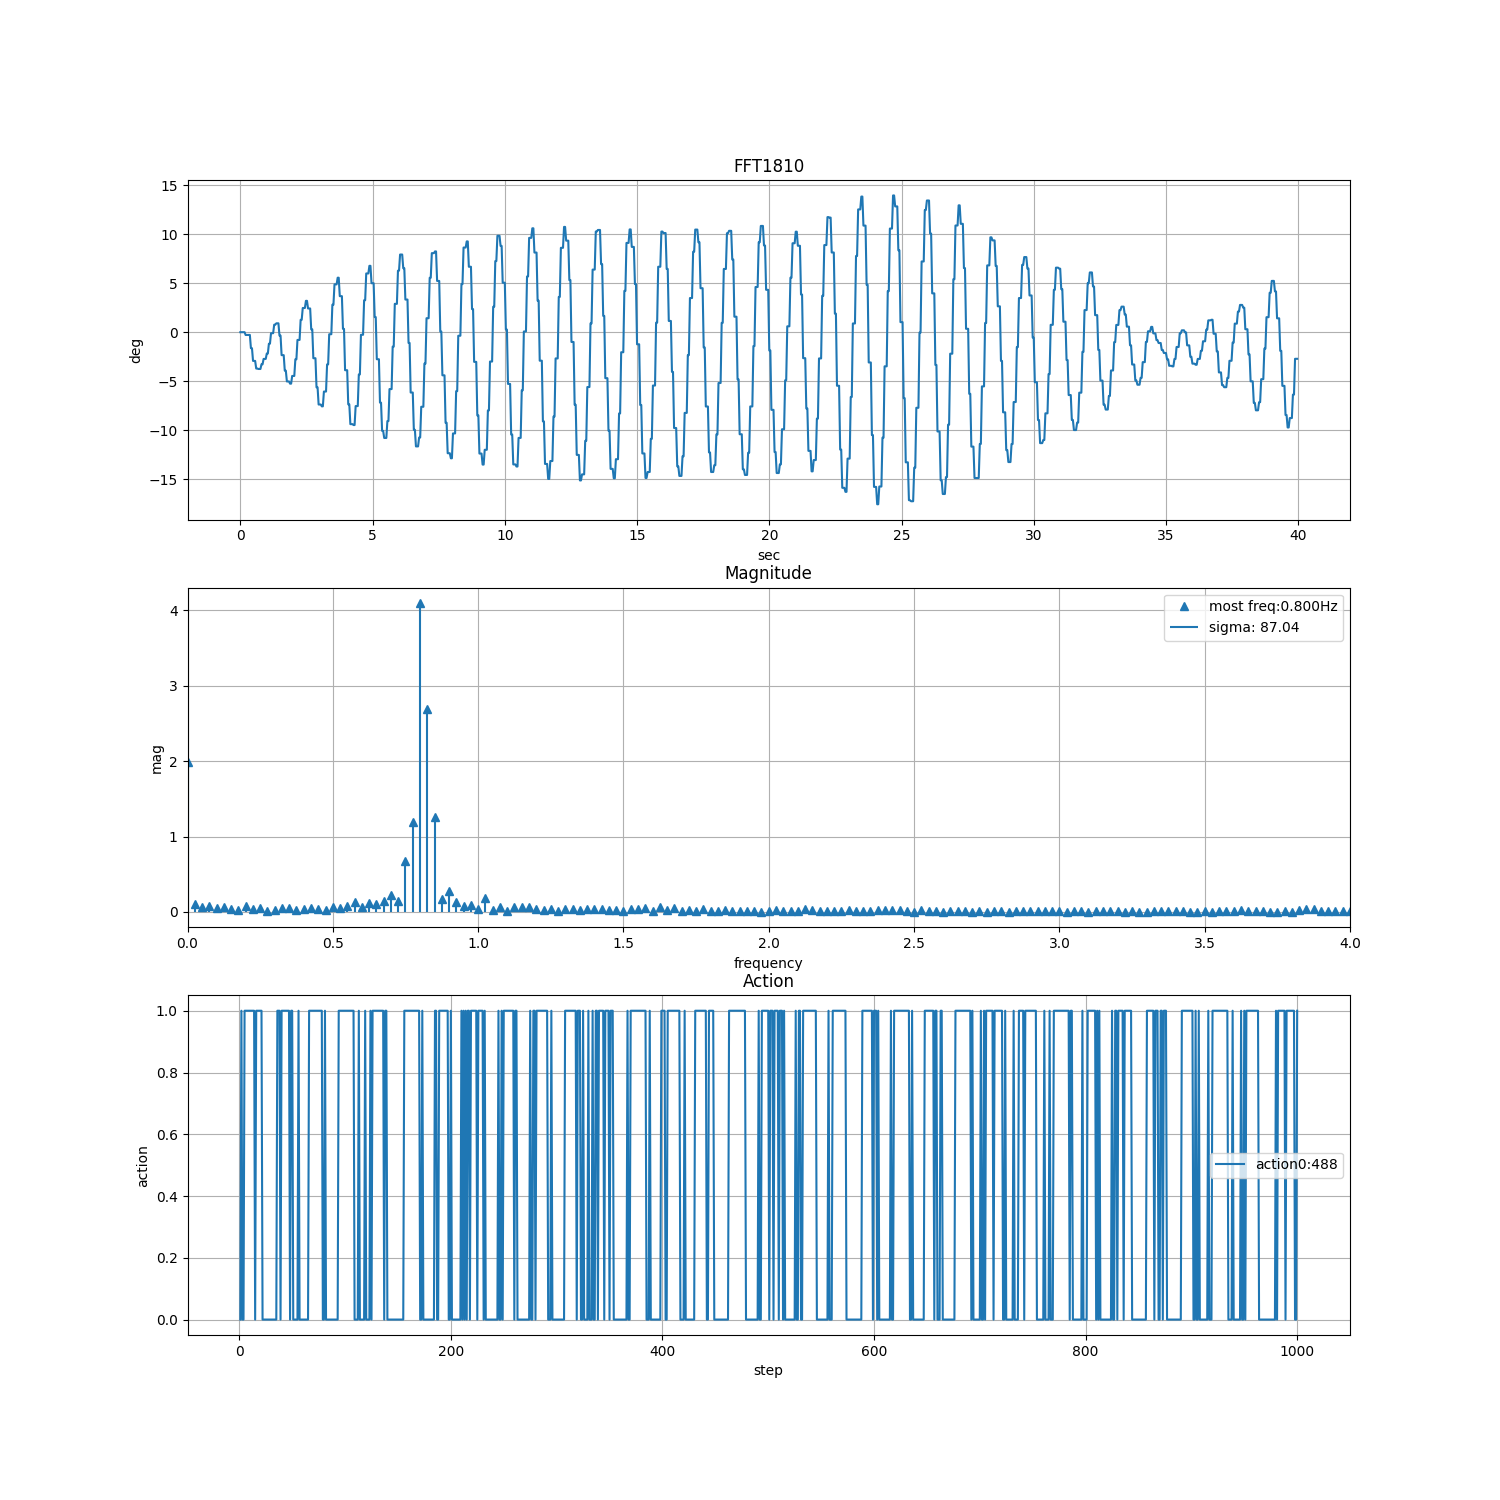 FFT1810
15
10
5
0
−5
−10
−15
deg
0 5 10 15 20 25 30 35 40
sec
Magnitude
most freq:0.800Hz
sigma: 87.04
4
3
2
1
0
mag
0.0 0.5 1.0 1.5 2.0 2.5 3.0 3.5 4.0
frequency
Action
1.0
0.8
0.6
0.4
0.2
0.0
action
action0:488
0 200 400 600 800 1000
step